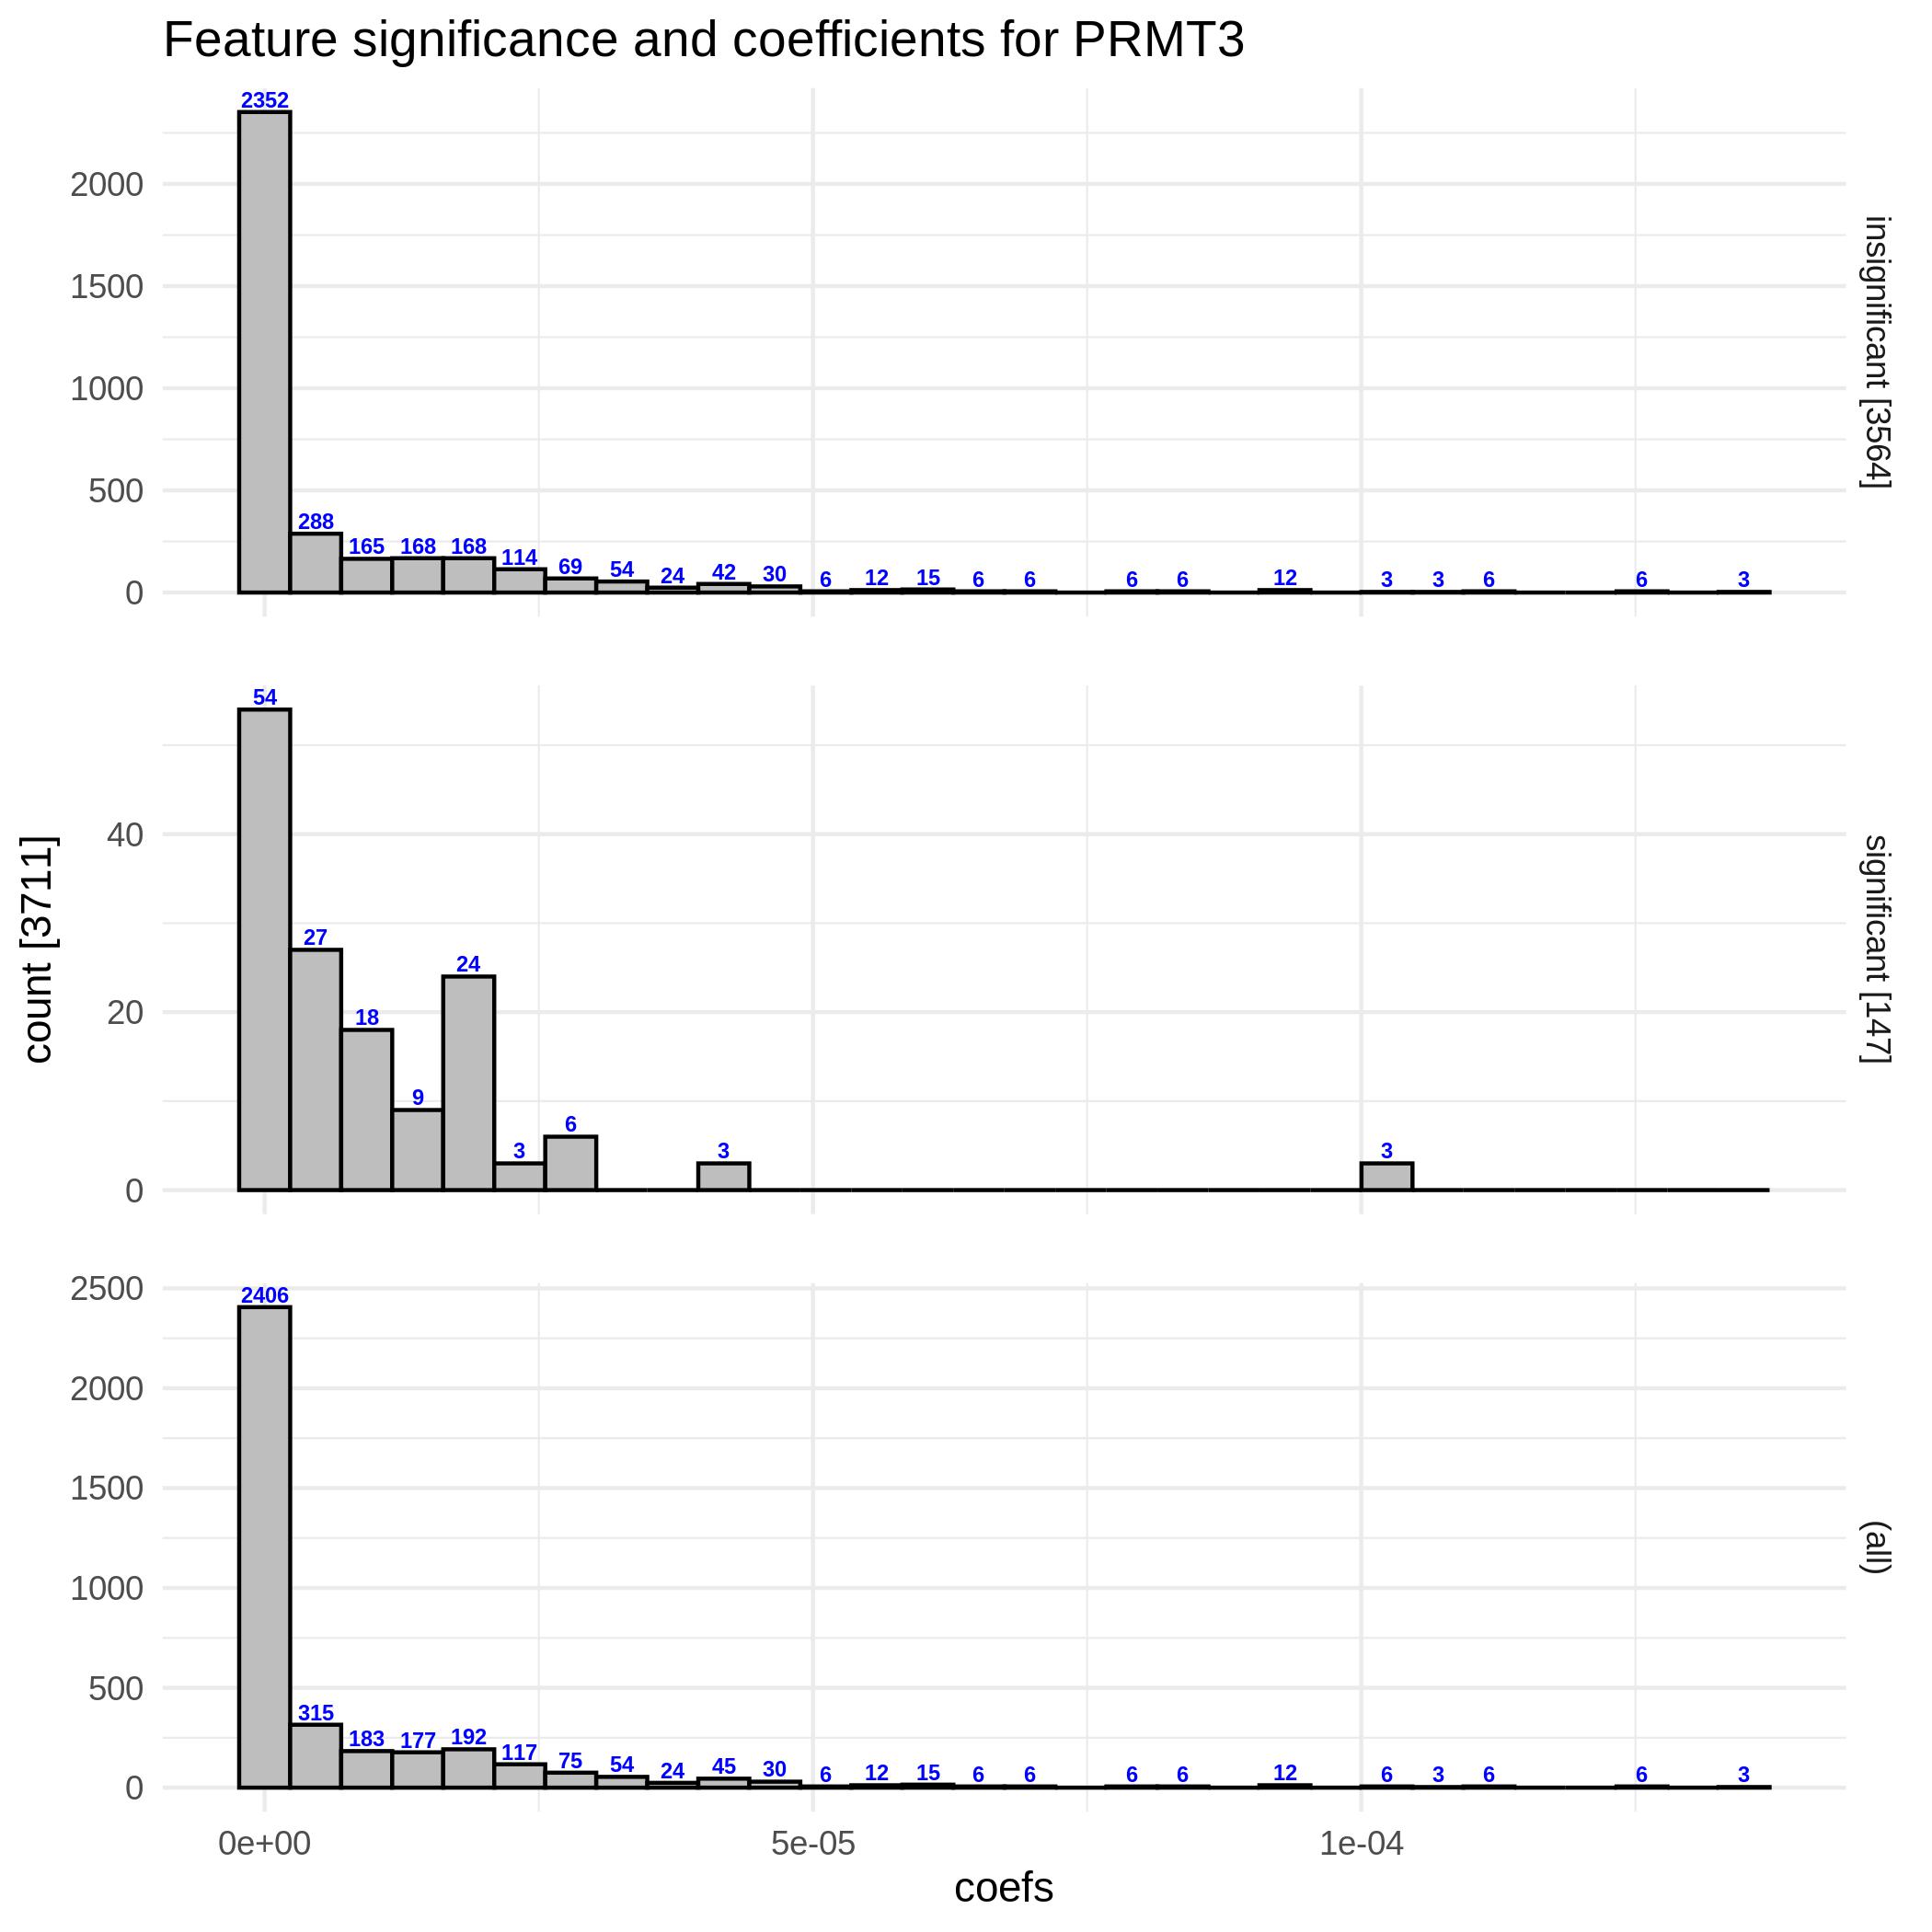 Feature significance and coefficients for PRMT3
2352
288 165 168 168 114 69 54 24 42 30 6 12 15 6 6 6 6 12 3 3 6 6 3
2000
1500
1000
500
0
insignificant [3564]
54
27 18 9 24 3 6 3 3
40
20
0
significant [147]
count [3711]
2406
315 183 177 192 117 75 54 24 45 30 6 12 15 6 6 6 6 12 6 3 6 6 3
2500
2000
1500
1000
500
0
(all)
0e+00 5e-05 1e-04
coefs